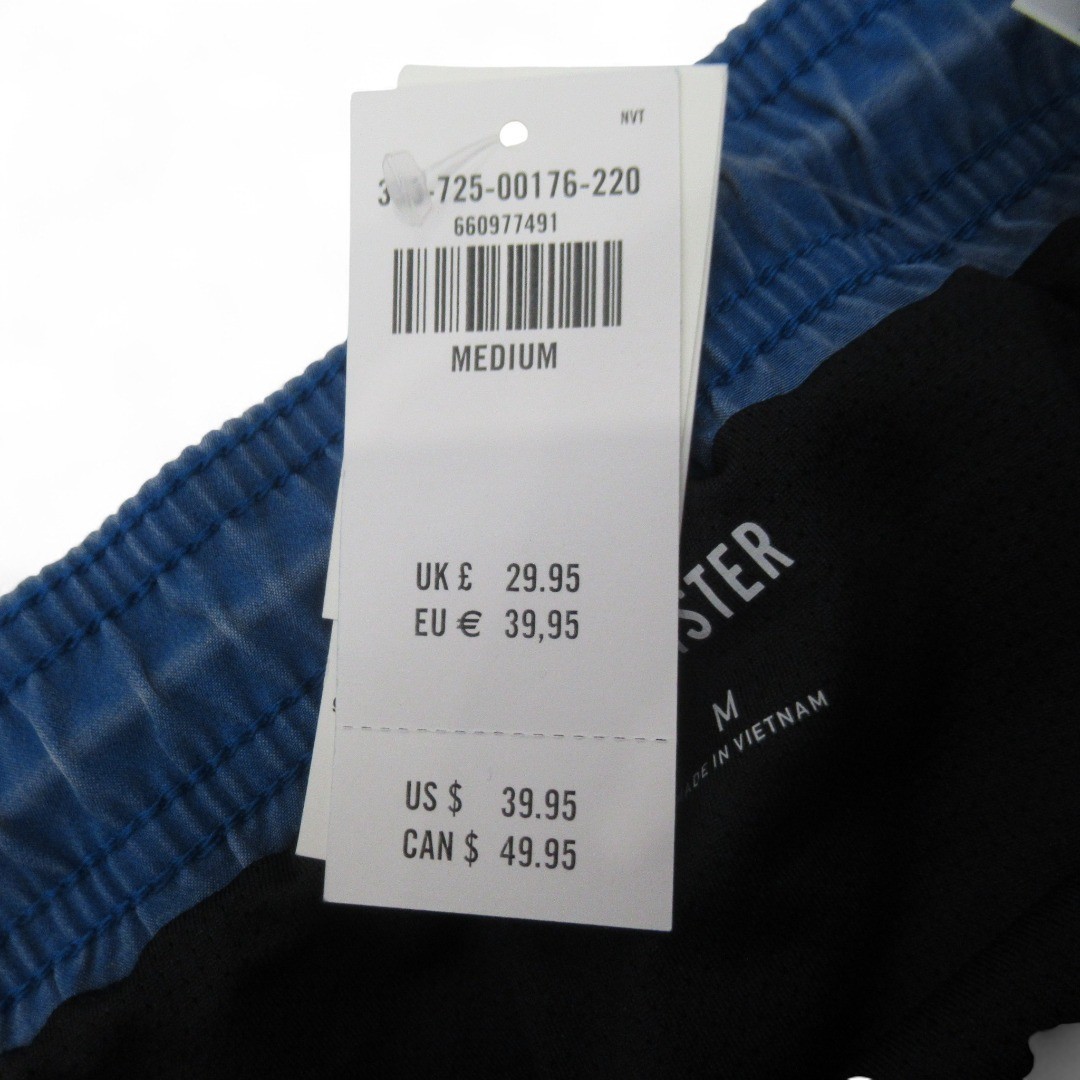 NVT
-725-00176-220
660977491
MEDIUM
UK £ 29.95
EU € 39,95
US $ 39.95
CAN $ 49.95
STER
M
ADE IN VIETNAM